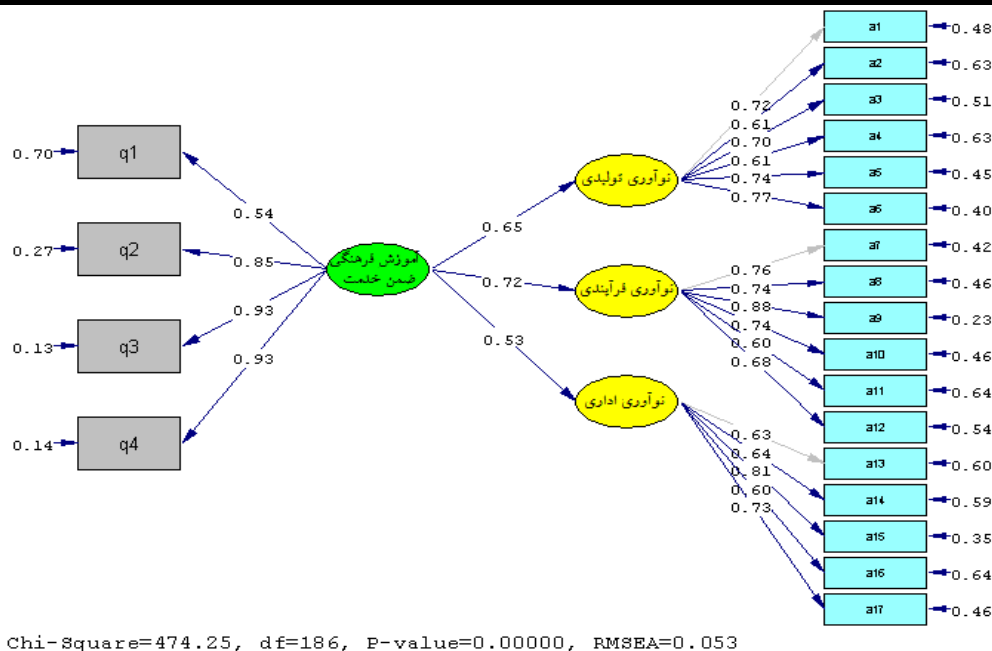 a1
0.48
a2
0.63
a3
0.51
a4
0.63
a5
0.45
a6
0.40
a7
0.42
a8
0.46
a9
0.23
a10
0.46
a11
0.64
a12
0.54
a13
0.60
a14
0.59
a15
0.35
a16
0.64
a17
0.46
0.72
0.61
0.70
0.61
0.74
0.77
0.76
0.74
0.88
0.74
0.60
0.68
0.63
0.64
0.81
0.60
0.73
نوآوری تولیدی
نوآوری فرآیندی
نوآوری اداری
0.65
0.72
0.53
آموزش فرهنگی
ضمن خدمت
0.54
0.85
0.93
0.93
0.70
q1
0.27
q2
0.13
q3
0.14
q4
Chi-Square=474.25, df=186, P-value=0.00000, RMSEA=0.053